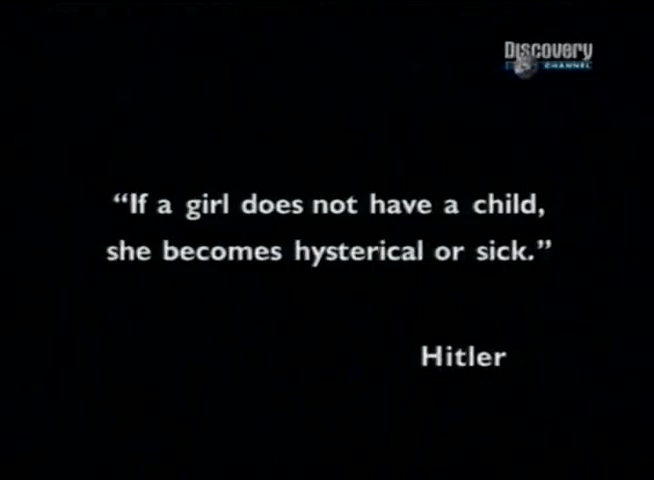 Discovery
CHANNEL
“If a girl does not have a child,
she becomes hysterical or sick.”
Hitler